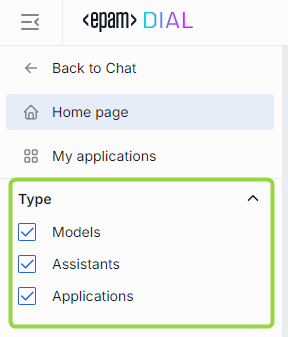 <epam> DIAL
Back to Chat
Home page
My applications
Type
Models
Assistants
Applications